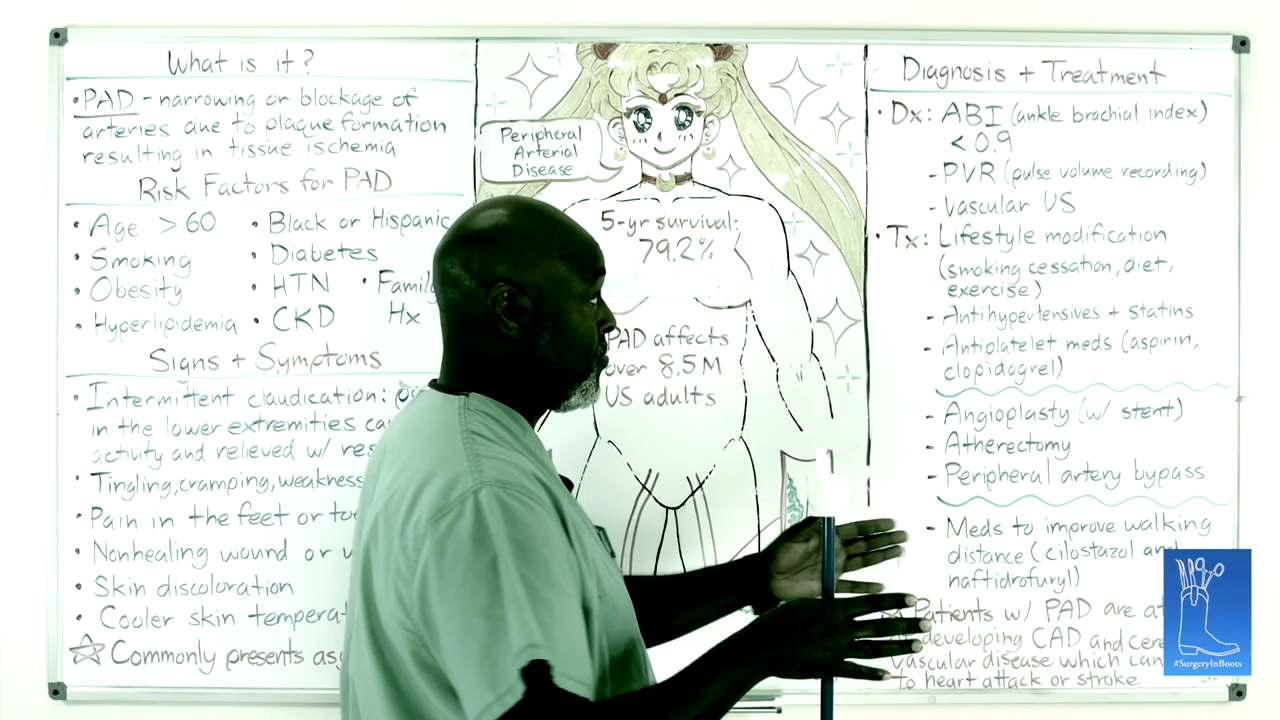 What is it?
• PAD - narrowing or blockage of
arteries due to plaque formation
resulting in tissue ischemia
Risk Factors for PAD
• Age > 60
• Smoking
• Obesity
• Hyperlipidemia
• Black or Hispanic
• Diabetes
• HTN
• CKD
• Family
Hx
Signs + Symptoms
• Intermittent claudication:
in the lower extremities
activity and relieved w/
• Tingling, cramping, weakness
• Pain in the feet or
• Nonhealing wound or
• Skin discoloration
• Cooler skin
☆ Commonly presents
Peripheral
Arterial
Disease
5-yr survival:
79.2%
PAD affects
over 8.5M
US adults
Diagnosis + Treatment
• Dx: ABI (ankle brachial index)
< 0.9
- PVR (pulse volume recording)
- Vascular US
• Tx: Lifestyle modification
(smoking cessation, diet,
exercise)
- Antihypertensives + statins
- Antiplatelet meds (aspirin,
clopidogrel)
- Angioplasty (w/ stent)
- Atherectomy
- Peripheral artery bypass
- Meds to improve walking
distance (cilostazol and
naftidrofuryl)
Patients w/ PAD are at
developing CAD and
vascular disease which can
to heart attack or stroke
#SurgeryInBoots